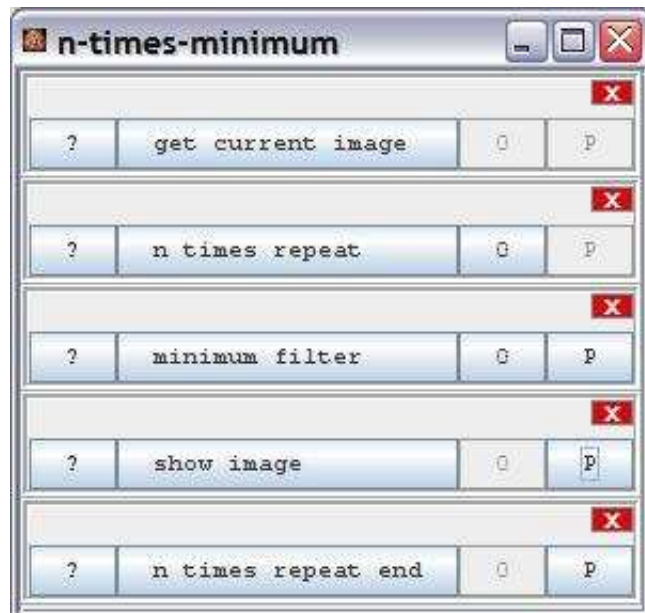 n-times-minimum
X
? get current image O P
X
? n times repeat O P
X
? minimum filter O P
X
? show image O P
X
? n times repeat end O P